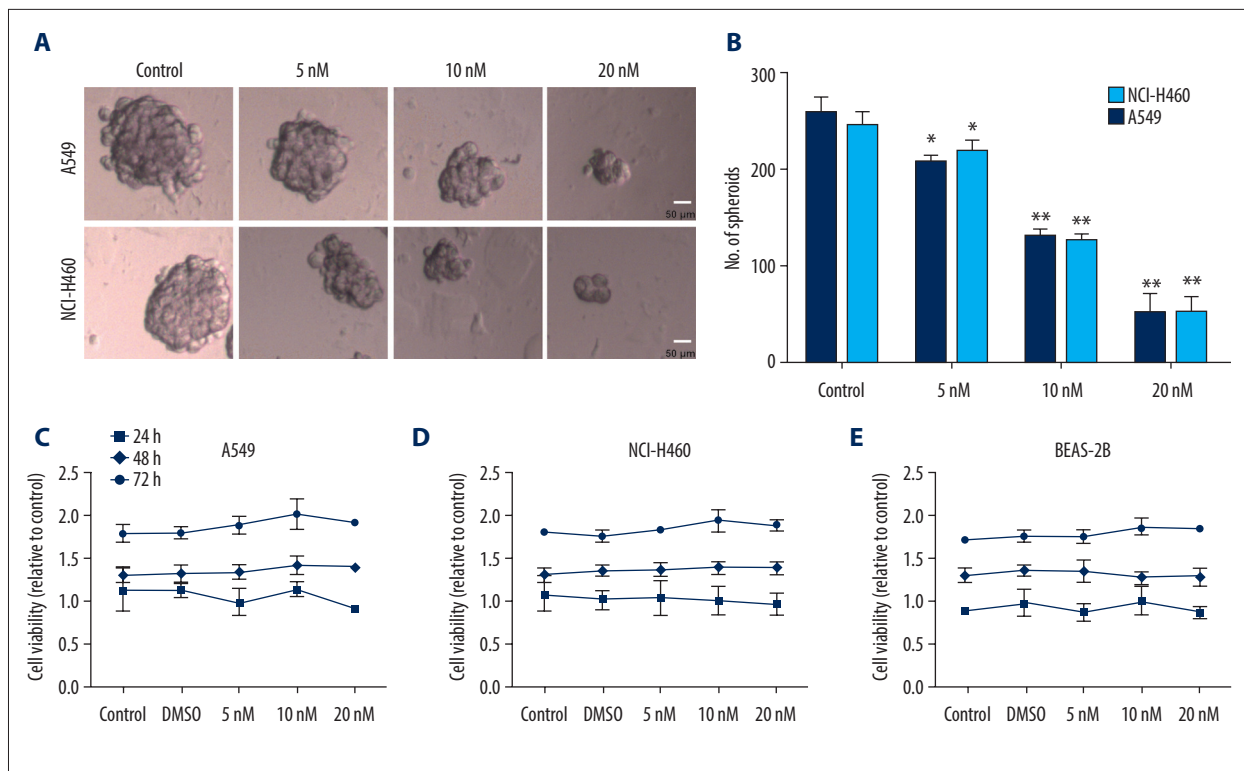 A
Control 5 nM 10 nM 20 nM
A549
50 µm
NCI-H460
50 µm
B
300
200
100
0
No. of spheroids
NCI-H460
A549
* *
** **
** **
Control 5 nM 10 nM 20 nM
C
24 h
48 h
72 h
A549
2.5
2.0
1.5
1.0
0.5
0.0
Cell viability (relative to control)
Control DMSO 5 nM 10 nM 20 nM
D
NCI-H460
2.5
2.0
1.5
1.0
0.5
0.0
Cell viability (relative to control)
Control DMSO 5 nM 10 nM 20 nM
E
BEAS-2B
2.5
2.0
1.5
1.0
0.5
0.0
Cell viability (relative to control)
Control DMSO 5 nM 10 nM 20 nM